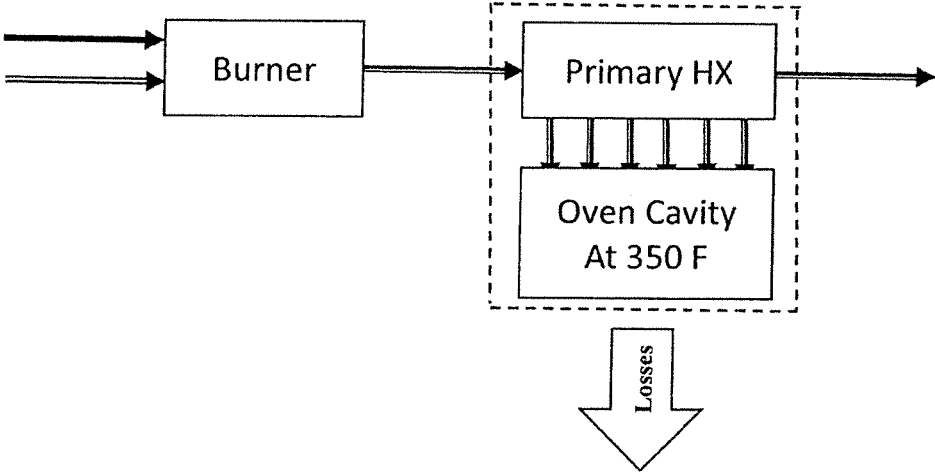 Burner
Primary HX
Oven Cavity
At 350 F
Losses